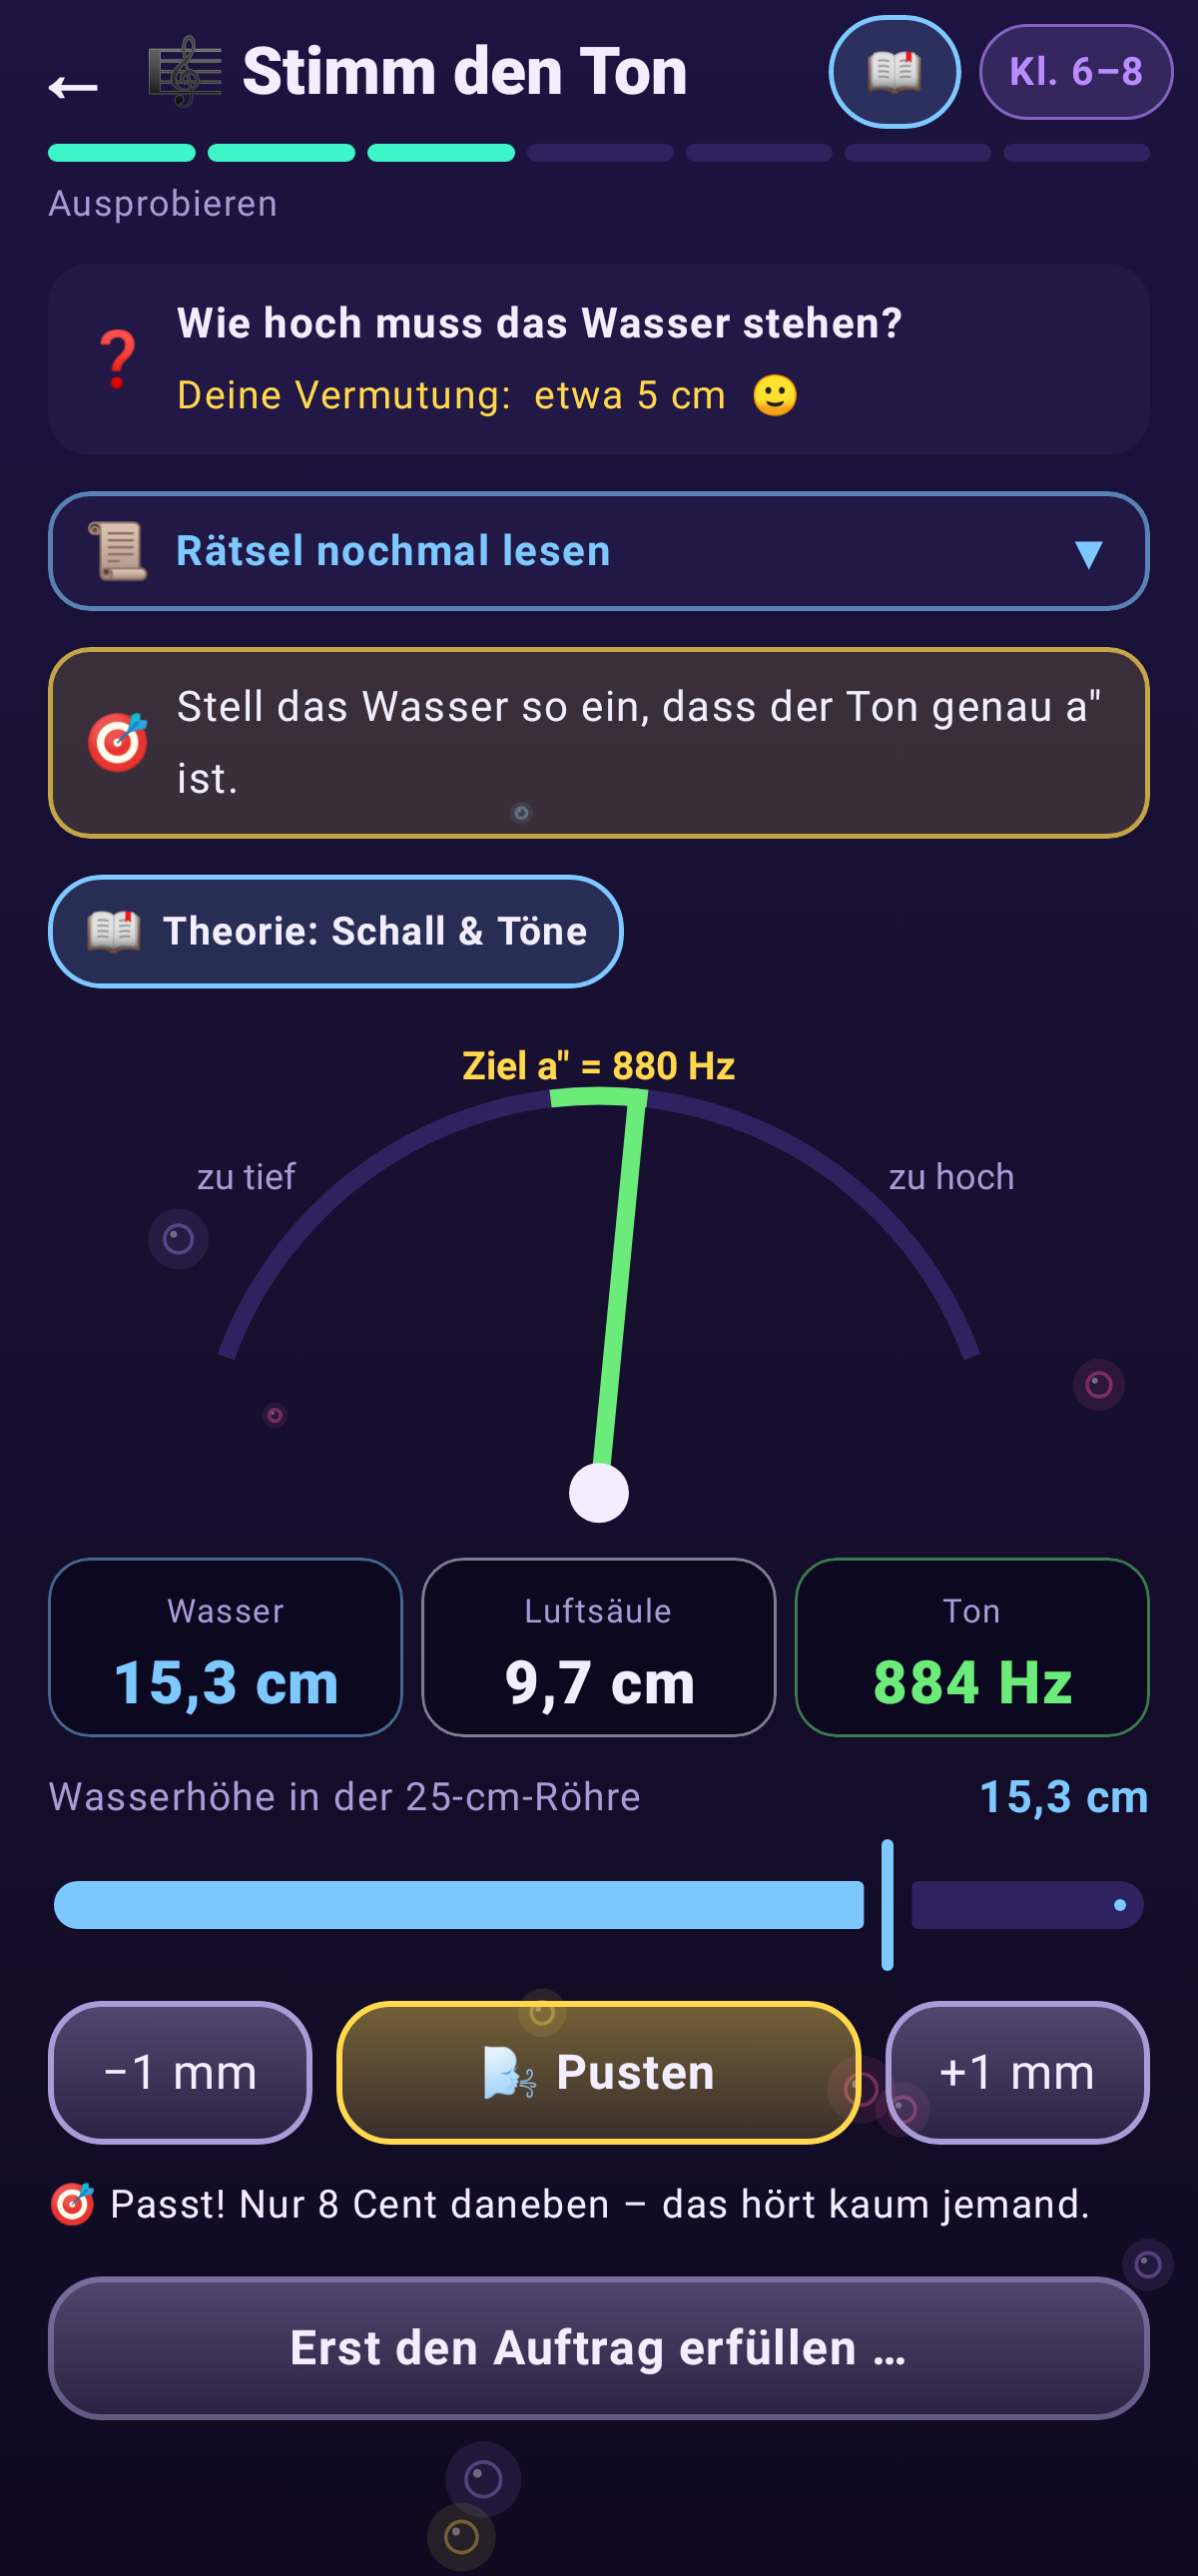 ← Stimm den Ton
Kl. 6–8
Ausprobieren
Wie hoch muss das Wasser stehen?
Deine Vermutung: etwa 5 cm 🙂
Rätsel nochmal lesen ▼
Stell das Wasser so ein, dass der Ton genau a"
ist.
Theorie: Schall & Töne
Ziel a" = 880 Hz
zu tief
zu hoch
Wasser
15,3 cm
Luftsäule
9,7 cm
Ton
884 Hz
Wasserhöhe in der 25-cm-Röhre
15,3 cm
−1 mm
Pusten
+1 mm
Passt! Nur 8 Cent daneben – das hört kaum jemand.
Erst den Auftrag erfüllen …